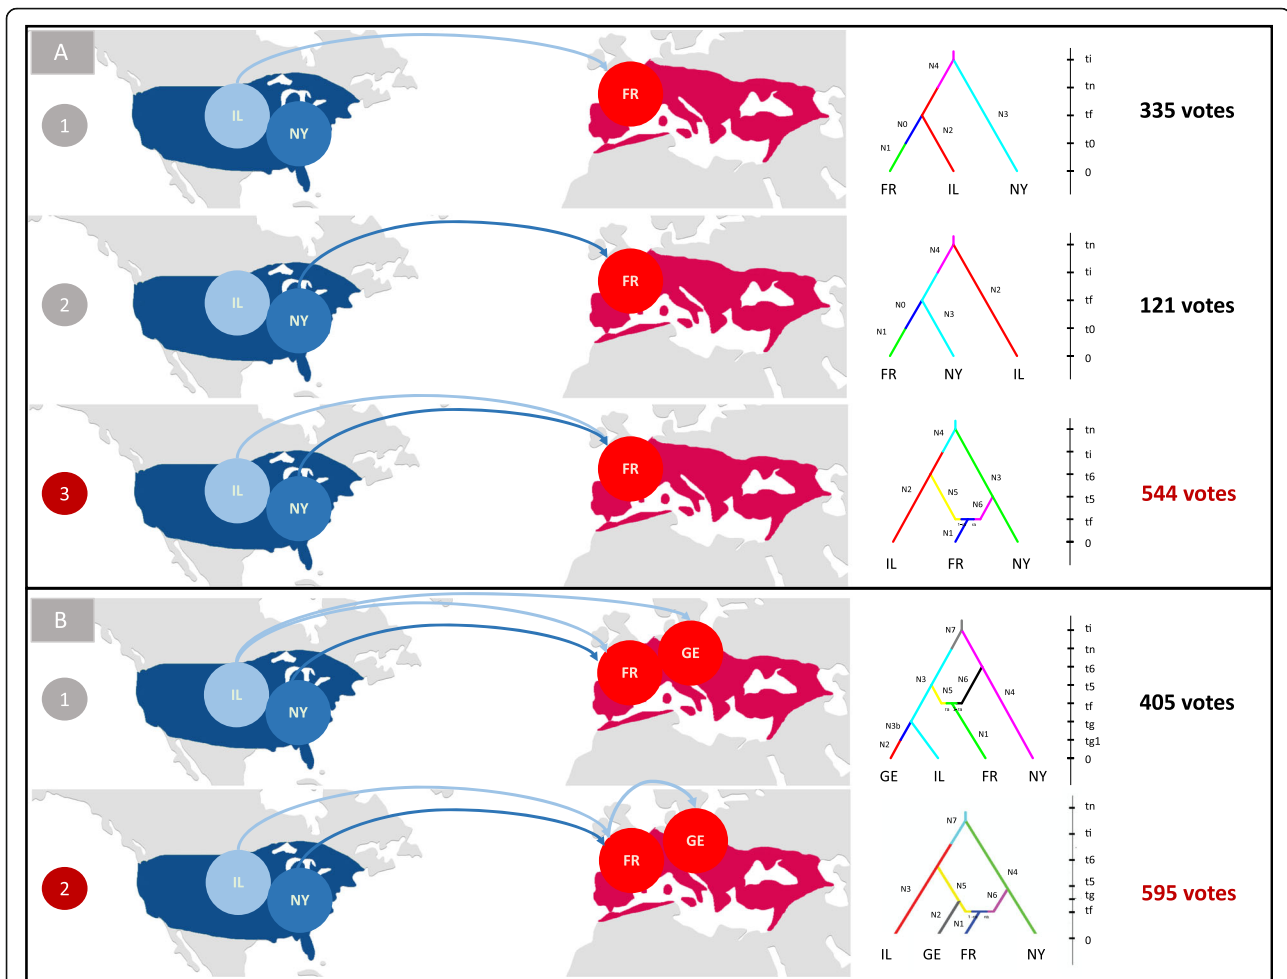 A
1
IL
NY
FR
N4
N3
N0
N2
N1
FR IL NY
ti
tn
tf
t0
0
335 votes
2
IL
NY
FR
N4
N2
N0
N3
N1
FR NY IL
tn
ti
tf
t0
0
121 votes
3
IL
NY
FR
N4
N3
N2
N5
N6
N1
IL FR NY
tn
ti
t6
t5
tf
0
544 votes
B
1
IL
NY
FR
GE
N7
N3
N6
N5
N4
N3b
N1
N2
GE IL FR NY
ti
tn
t6
t5
tf
tg
tg1
0
405 votes
2
IL
NY
FR
GE
N7
N4
N3
N5
N6
N2
N1
IL GE FR NY
tn
ti
t6
t5
tg
tf
0
595 votes